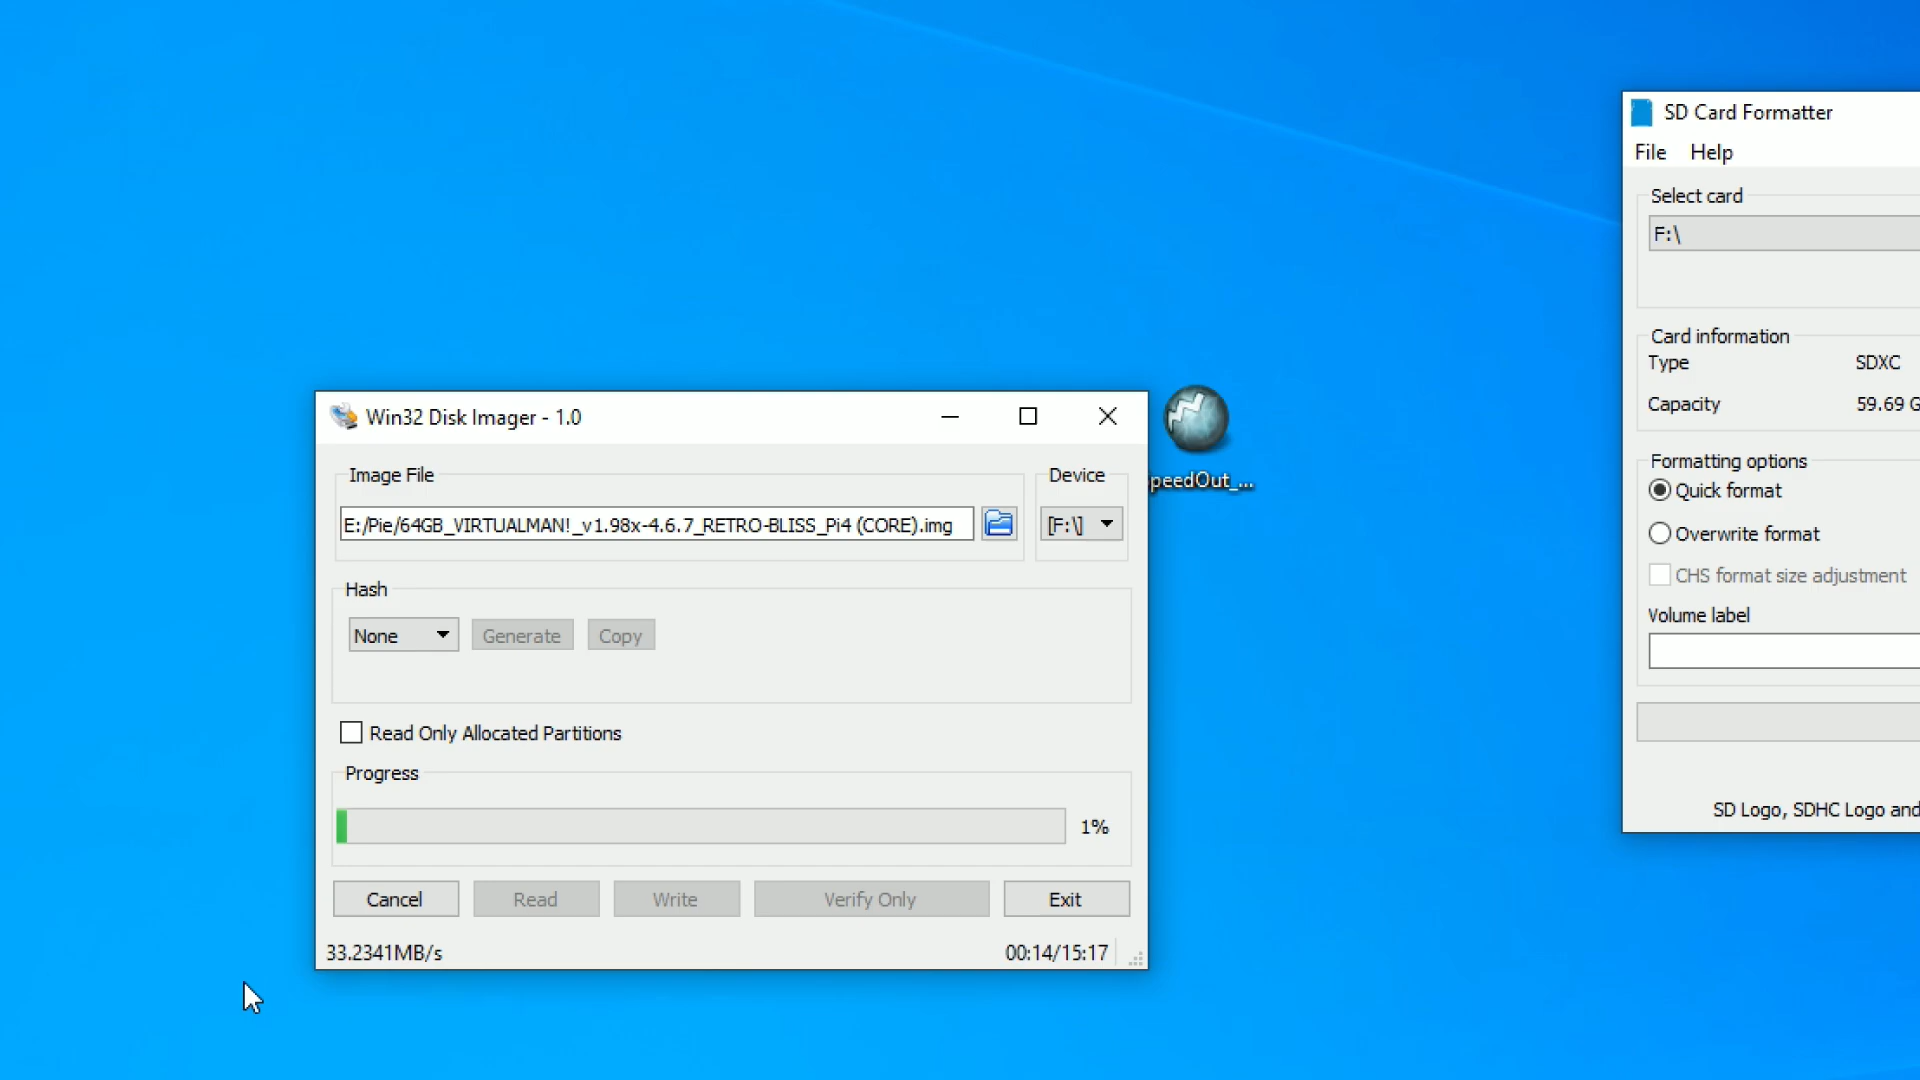 Win32 Disk Imager - 1.0
Image File
Device
E:/Pie/64GB_VIRTUALMAN!_v1.98x-4.6.7_RETRO-BLISS_Pi4 (CORE).img
[F:\]
Hash
None
Generate
Copy
Read Only Allocated Partitions
Progress
1%
Cancel
Read
Write
Verify Only
Exit
33.2341MB/s
00:14/15:17
peedOut_...
SD Card Formatter
File Help
Select card
F:\
Card information
Type SDXC
Capacity 59.69 G
Formatting options
Quick format
Overwrite format
CHS format size adjustment
Volume label
SD Logo, SDHC Logo and